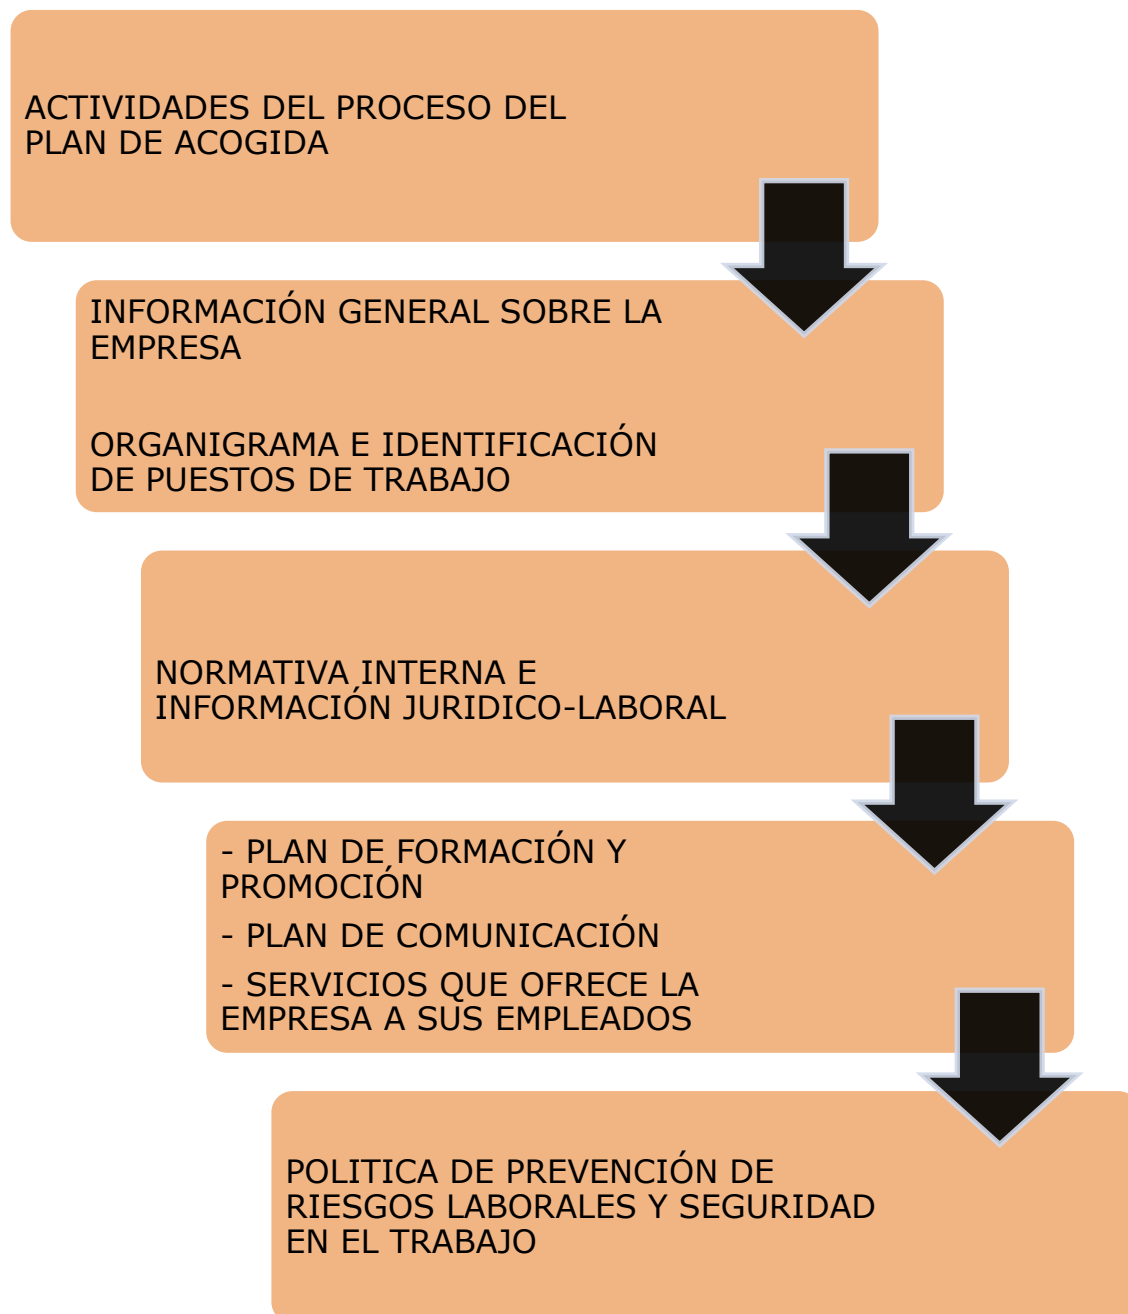 ACTIVIDADES DEL PROCESO DEL
PLAN DE ACOGIDA
INFORMACIÓN GENERAL SOBRE LA
EMPRESA
ORGANIGRAMA E IDENTIFICACIÓN
DE PUESTOS DE TRABAJO
NORMATIVA INTERNA E
INFORMACIÓN JURIDICO-LABORAL
- PLAN DE FORMACIÓN Y
PROMOCIÓN
- PLAN DE COMUNICACIÓN
- SERVICIOS QUE OFRECE LA
EMPRESA A SUS EMPLEADOS
POLITICA DE PREVENCIÓN DE
RIESGOS LABORALES Y SEGURIDAD
EN EL TRABAJO